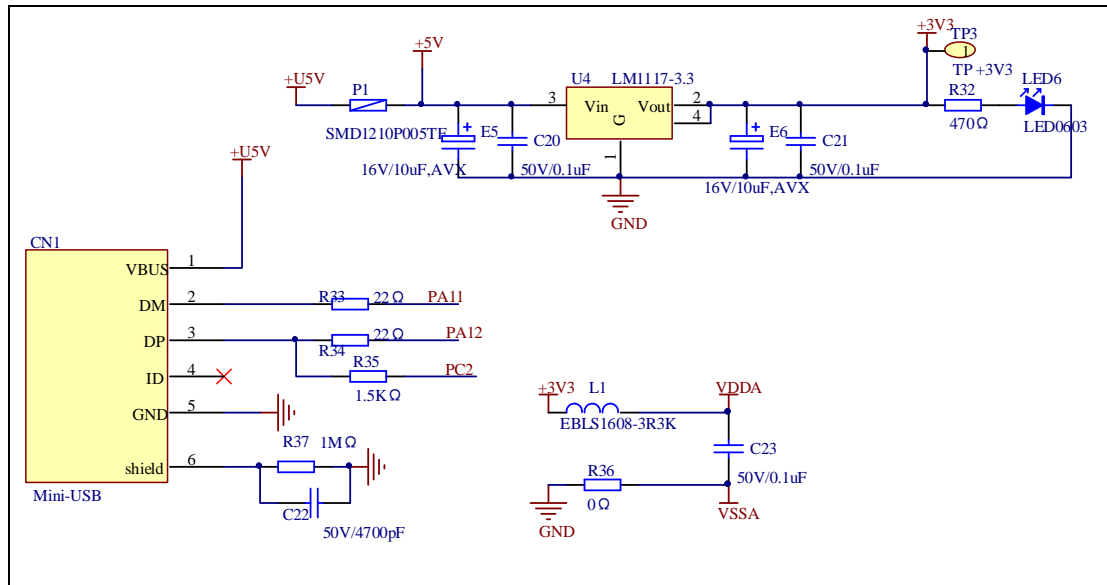 +3V3
TP3
1
+5V
TP +3V3
+U5V
P1
U4
LM1117-3.3
R32
LED6
3
Vin
Vout
2
4
G
1
SMD1210P005TF
E5
C20
E6
C21
470Ω
LED0603
16V/10uF,AVX
50V/0.1uF
16V/10uF,AVX
50V/0.1uF
GND
+U5V
CN1
VBUS
1
DM
2
R33
22Ω
PA11
DP
3
R34
22Ω
PA12
ID
4
R35
PC2
1.5KΩ
GND
5
shield
6
R37
1MΩ
C22
50V/4700pF
Mini-USB
+3V3
L1
VDDA
EBLS1608-3R3K
C23
50V/0.1uF
R36
0Ω
GND
VSSA